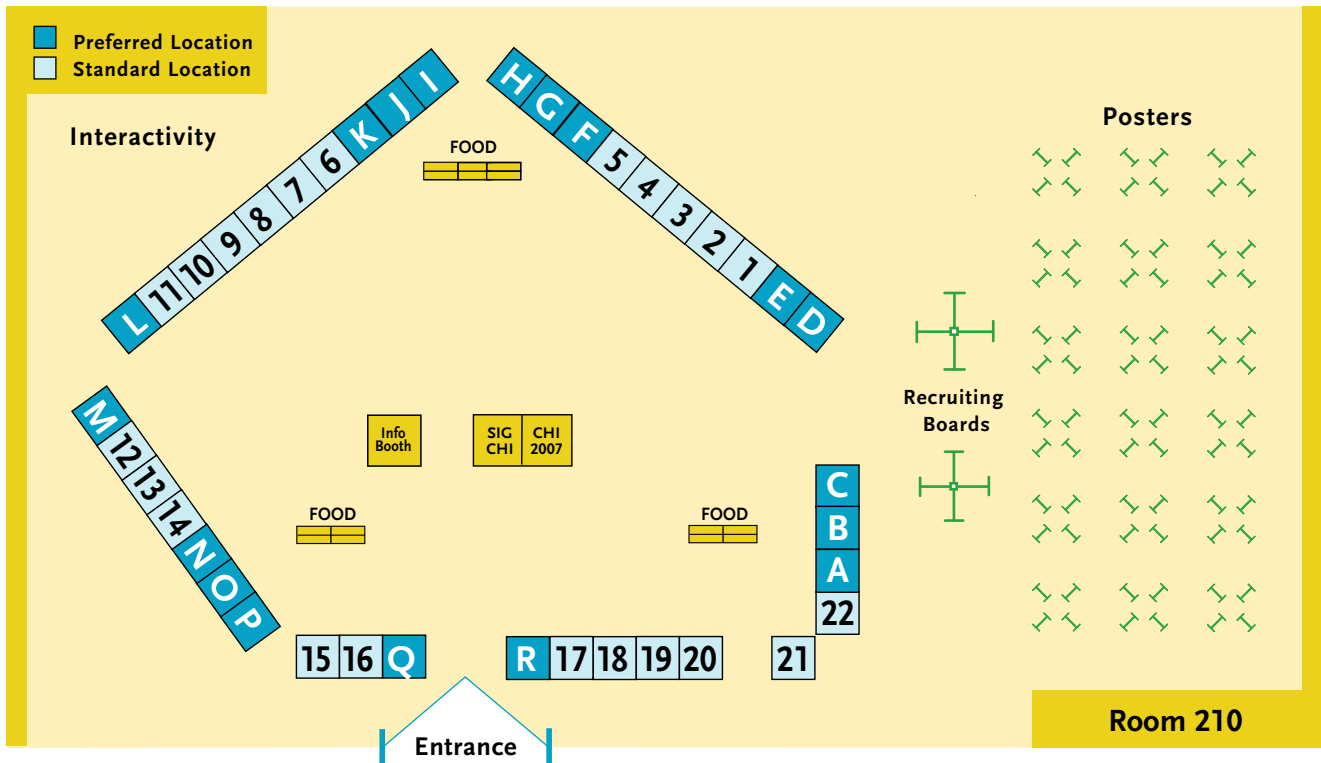 Preferred Location
Standard Location
Interactivity
Posters
I
J
K
6
7
8
9
10
11
L
H
G
F
5
4
3
2
1
E
D
FOOD
Recruiting
Boards
M
12
13
14
N
O
P
Info
Booth
SIG
CHI
CHI
2007
FOOD
FOOD
C
B
A
22
15 16 Q
R 17 18 19 20
21
Entrance
Room 210